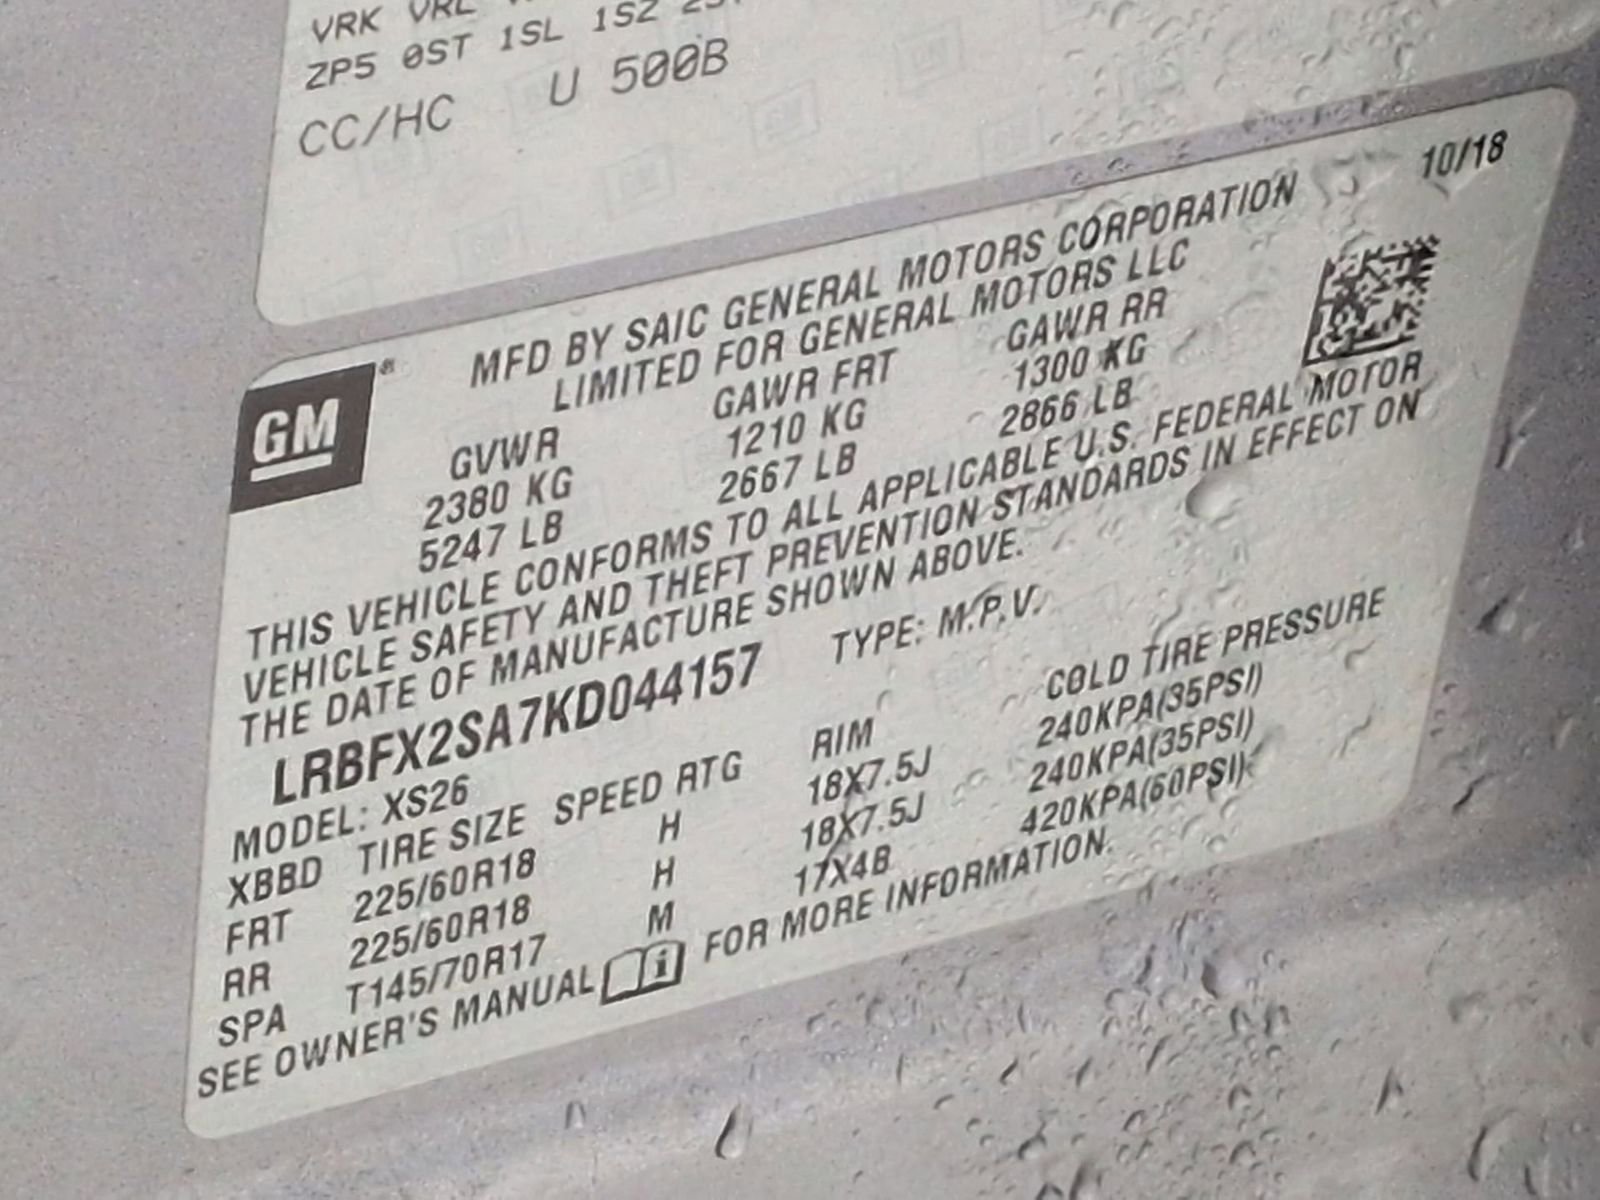 VRK VRL
ZP5 0ST 1SL 1SZ
CC/HC U 500B
10/18
MFD BY SAIC GENERAL MOTORS CORPORATION
LIMITED FOR GENERAL MOTORS LLC
GM®
GVWR GAWR FRT GAWR RR
2380 KG 1210 KG 1300 KG
5247 LB 2667 LB 2866 LB
THIS VEHICLE CONFORMS TO ALL APPLICABLE U.S. FEDERAL MOTOR
VEHICLE SAFETY AND THEFT PREVENTION STANDARDS IN EFFECT ON
THE DATE OF MANUFACTURE SHOWN ABOVE.
LRBFX2SA7KD044157 TYPE: M.P.V.
MODEL: XS26
XBBD TIRE SIZE SPEED RTG RIM COLD TIRE PRESSURE
FRT 225/60R18 H 18X7.5J 240KPA(35PSI)
RR 225/60R18 H 18X7.5J 240KPA(35PSI)
SPA T145/70R17 M 17X4B 420KPA(60PSI)
SEE OWNER'S MANUAL FOR MORE INFORMATION.